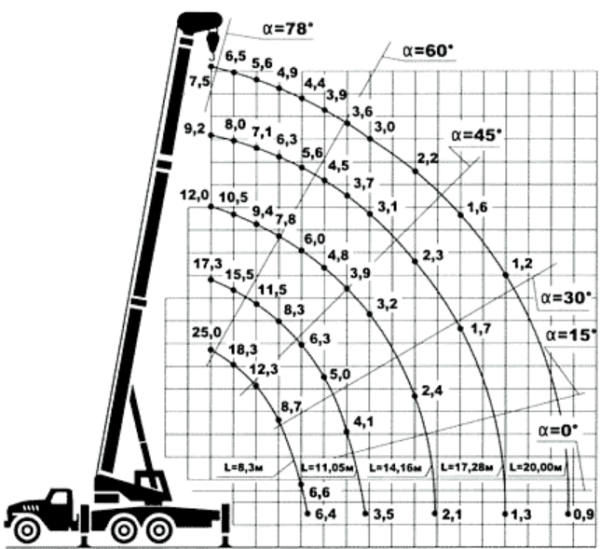 α=78°
6,5 5,6 4,9 4,4 3,9 3,6 3,0 2,2 1,6 1,2
7,5
α=60°
α=45°
9,2 8,0 7,1 6,3 5,6 4,5 3,7 3,1 2,3 1,7
12,0 10,5 9,4 7,8 6,0 4,8 3,9 3,2 2,4
17,3 15,5 11,5 8,3 6,3 5,0 4,1
α=30°
α=15°
25,0 18,3 12,3 8,7 6,6
α=0°
L=8,3м L=11,05м L=14,16м L=17,28м L=20,00м
6,4 3,5 2,1 1,3 0,9